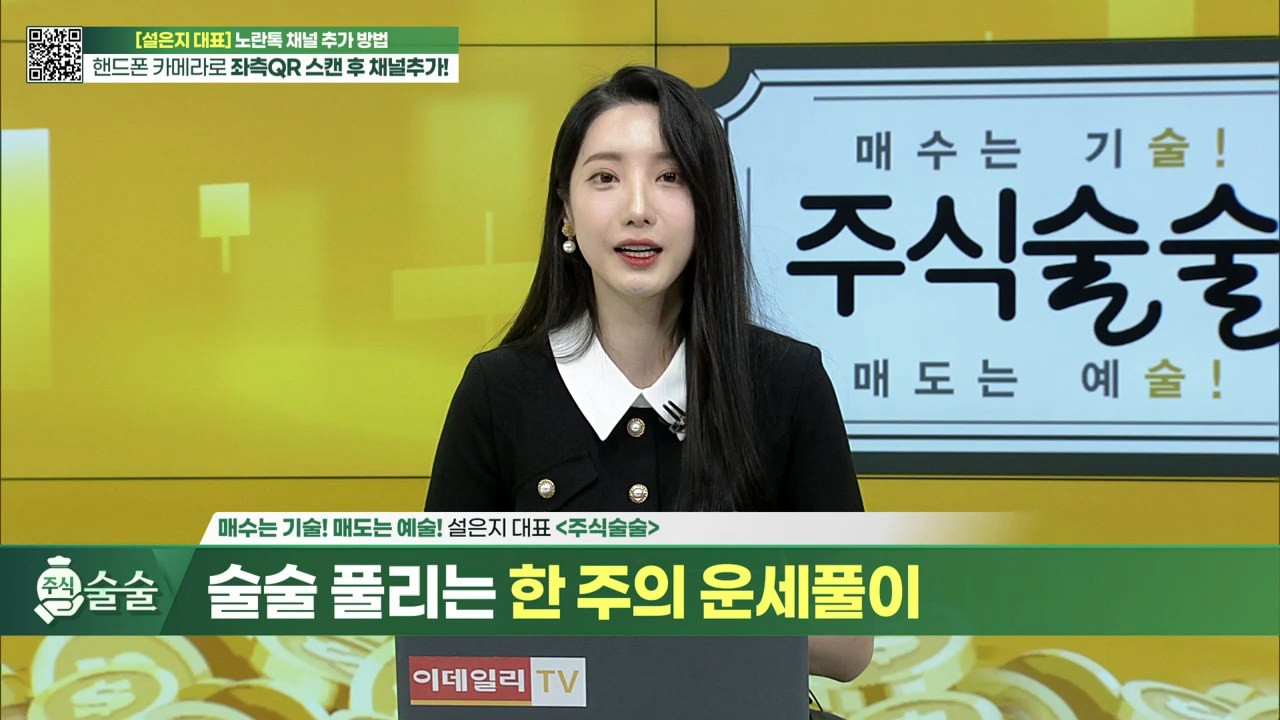 [설은지 대표] 노란톡 채널 추가 방법
핸드폰 카메라로 좌측QR 스캔 후 채널추가!
매수는 기술!
주식술술
매도는 예술!
매수는 기술! 매도는 예술! 설은지 대표 <주식술술>
주식술술
술술 풀리는 한 주의 운세풀이
이데일리TV